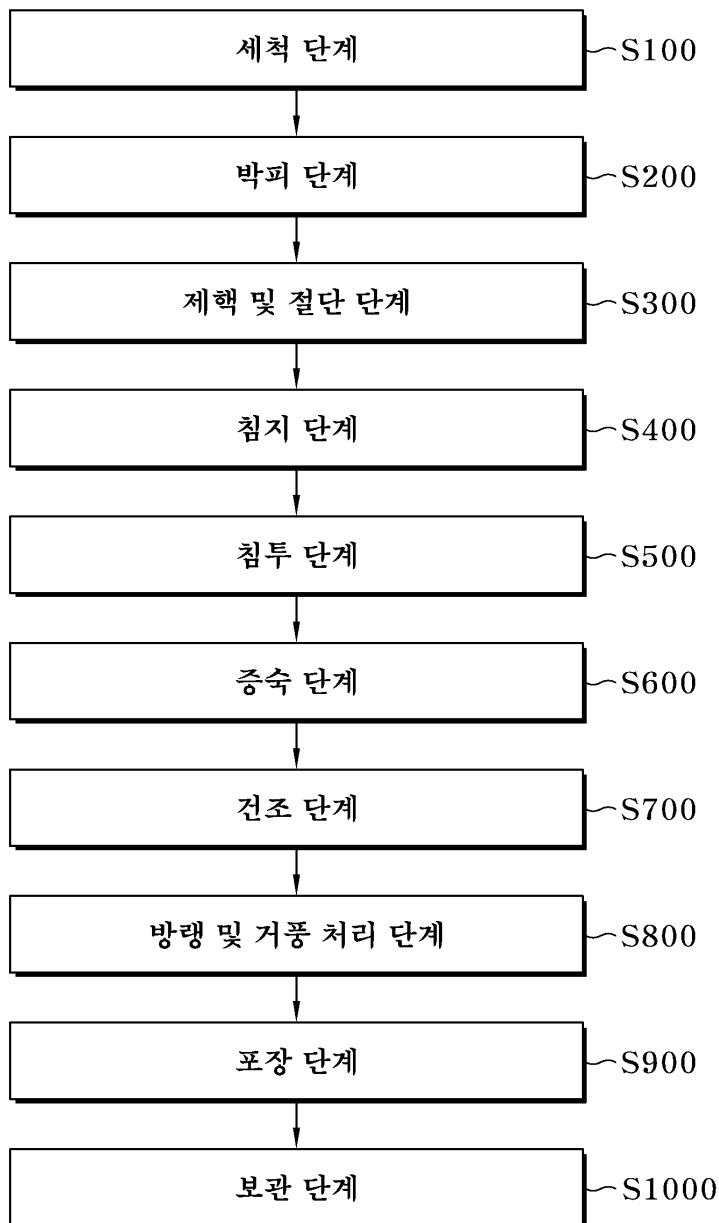 세척 단계 S100
박피 단계 S200
제핵 및 절단 단계 S300
침지 단계 S400
침투 단계 S500
증숙 단계 S600
건조 단계 S700
방랭 및 거풍 처리 단계 S800
포장 단계 S900
보관 단계 S1000